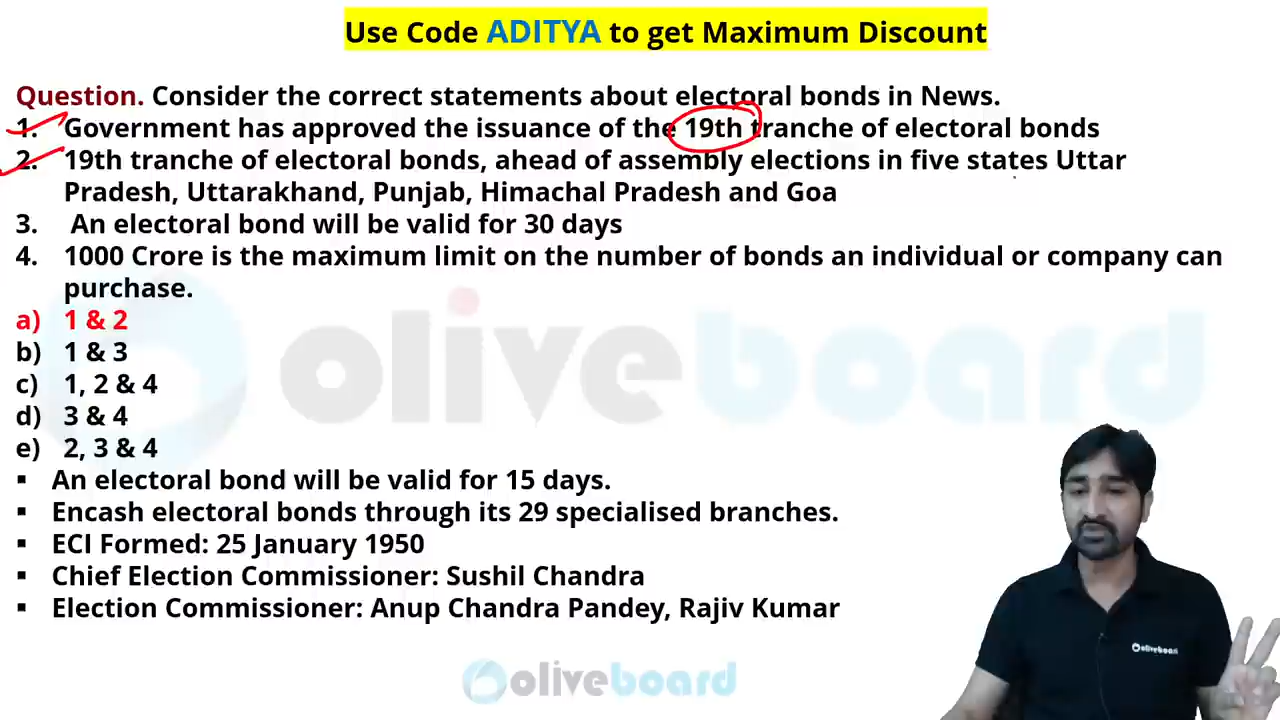 Use Code ADITYA to get Maximum Discount
Question. Consider the correct statements about electoral bonds in News.
1. Government has approved the issuance of the 19th tranche of electoral bonds
2. 19th tranche of electoral bonds, ahead of assembly elections in five states Uttar
Pradesh, Uttarakhand, Punjab, Himachal Pradesh and Goa
3. An electoral bond will be valid for 30 days
4. 1000 Crore is the maximum limit on the number of bonds an individual or company can
purchase.
a) 1 & 2
b) 1 & 3
c) 1, 2 & 4
d) 3 & 4
e) 2, 3 & 4
▪ An electoral bond will be valid for 15 days.
▪ Encash electoral bonds through its 29 specialised branches.
▪ ECI Formed: 25 January 1950
▪ Chief Election Commissioner: Sushil Chandra
▪ Election Commissioner: Anup Chandra Pandey, Rajiv Kumar
oliveboard
oliveboard
oliveboard